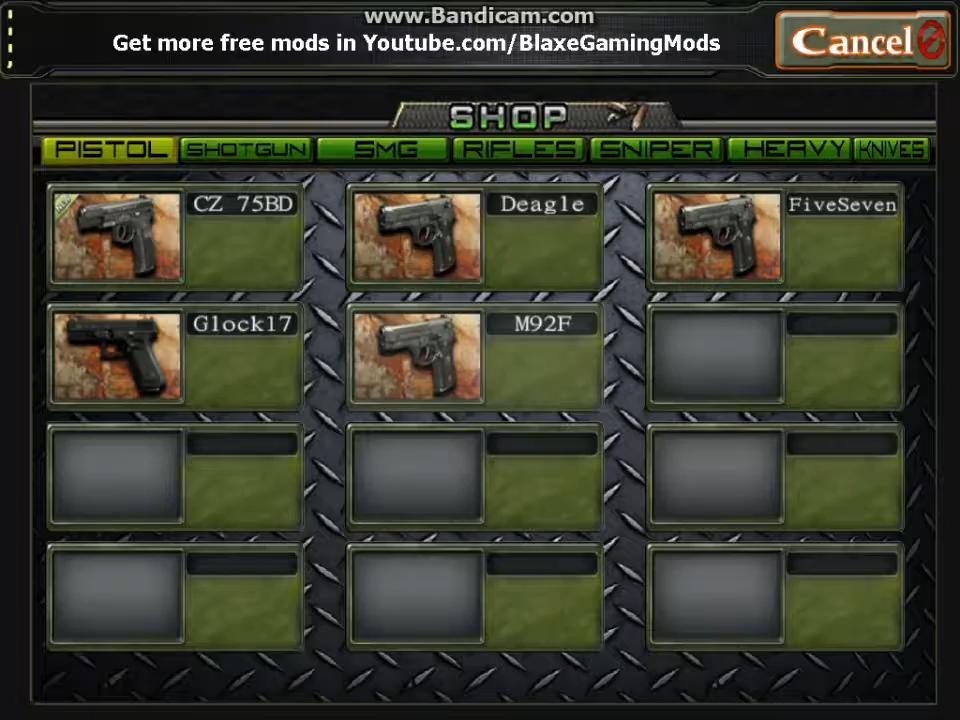 www.Bandicam.com
Get more free mods in Youtube.com/BlaxeGamingMods
Cancel
SHOP
PISTOL SHOTGUN SMG RIFLES SNIPER HEAVY KNIVES
CZ 75BD Deagle FiveSeven
Glock17 M92F